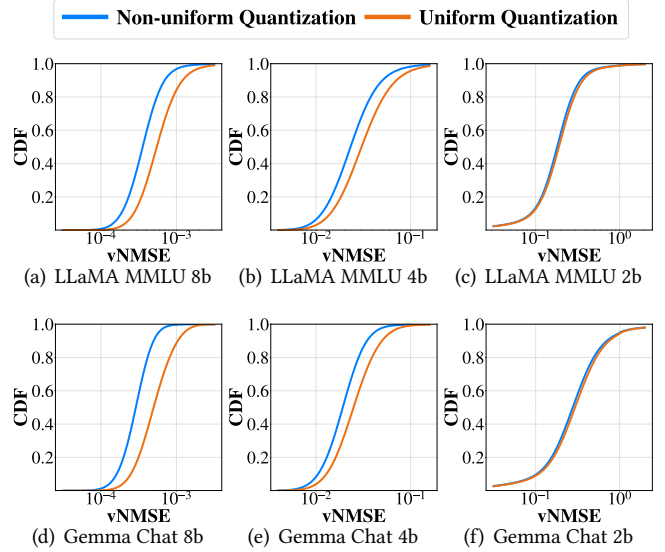 Non-uniform Quantization Uniform Quantization
1.0 1.0 1.0
0.8 0.8 0.8
0.6 0.6 0.6
CDF CDF CDF
0.4 0.4 0.4
0.2 0.2 0.2
10⁻⁴ 10⁻³ 10⁻² 10⁻¹ 10⁻¹ 10⁰
vNMSE vNMSE vNMSE
(a) LLaMA MMLU 8b (b) LLaMA MMLU 4b (c) LLaMA MMLU 2b
1.0 1.0 1.0
0.8 0.8 0.8
0.6 0.6 0.6
CDF CDF CDF
0.4 0.4 0.4
0.2 0.2 0.2
10⁻⁴ 10⁻³ 10⁻² 10⁻¹ 10⁻¹ 10⁰
vNMSE vNMSE vNMSE
(d) Gemma Chat 8b (e) Gemma Chat 4b (f) Gemma Chat 2b